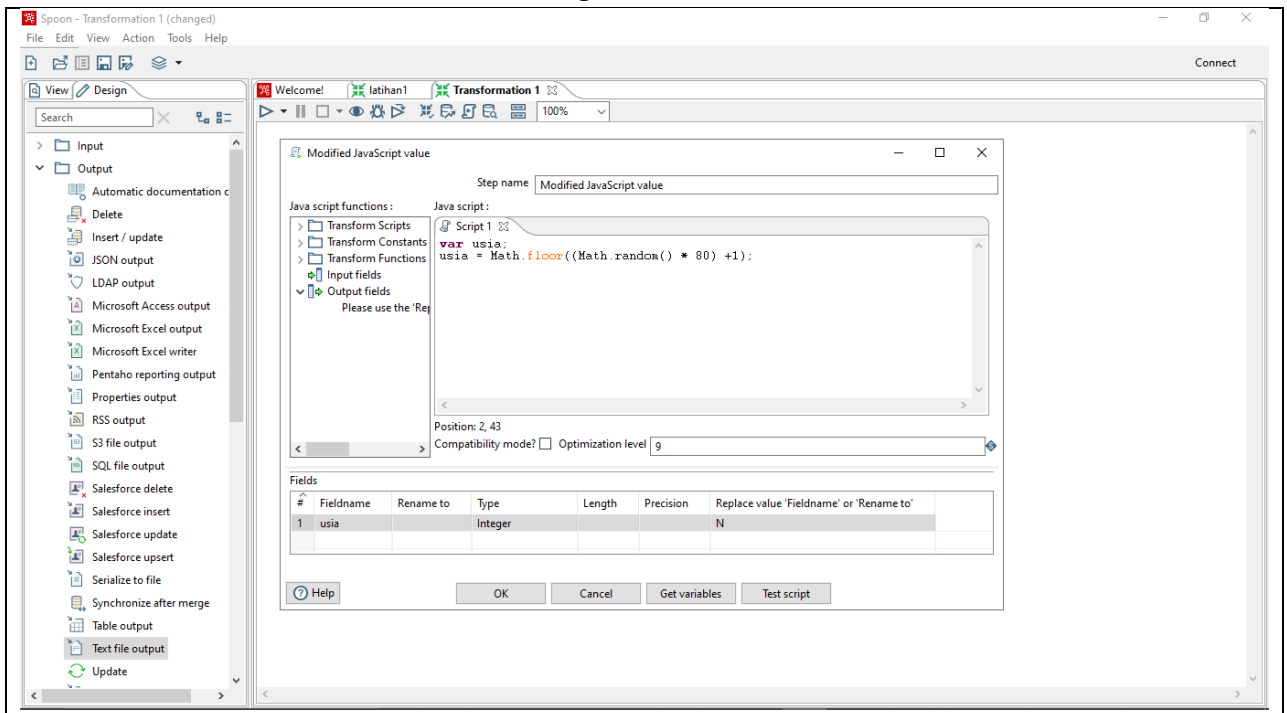 Spoon - Transformation 1 (changed)
File Edit View Action Tools Help
Connect
View Design
Search
Input
Output
Automatic documentation c
Delete
Insert / update
JSON output
LDAP output
Microsoft Access output
Microsoft Excel output
Microsoft Excel writer
Pentaho reporting output
Properties output
RSS output
S3 file output
SQL file output
Salesforce delete
Salesforce insert
Salesforce update
Salesforce upsert
Serialize to file
Synchronize after merge
Table output
Text file output
Update
Welcome! latihan1 Transformation 1
100%
Modified JavaScript value
Step name Modified JavaScript value
Java script functions : Java script :
Transform Scripts
Transform Constants
Transform Functions
Input fields
Output fields
Please use the 'Rep
Script 1
var usia;
usia = Math.floor((Math.random() * 80) +1);
Position: 2, 43
Compatibility mode? Optimization level 9
Fields
# Fieldname Rename to Type Length Precision Replace value 'Fieldname' or 'Rename to'
1 usia Integer N
Help OK Cancel Get variables Test script